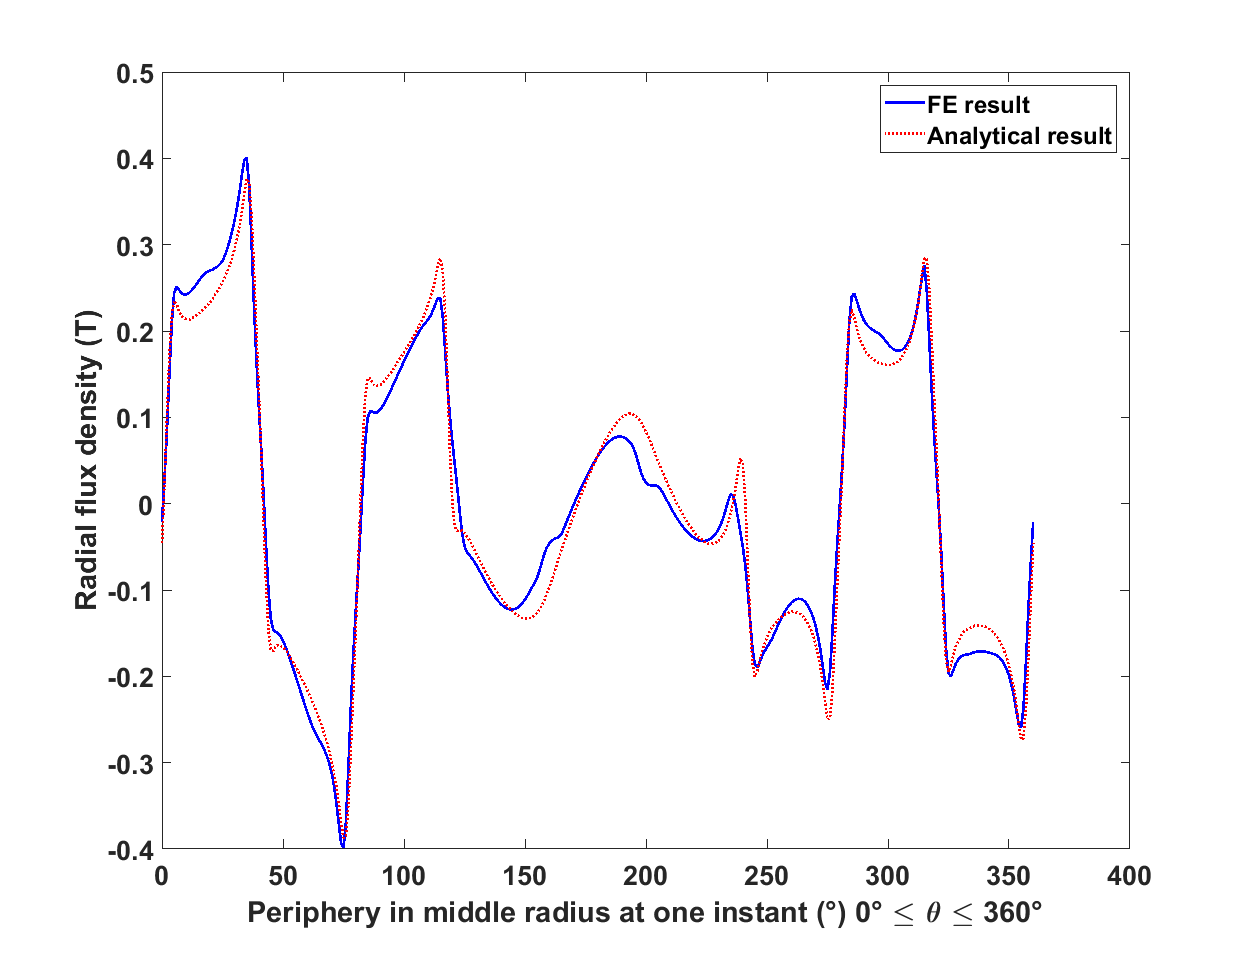 FE result
Analytical result
Radial flux density (T)
0.5
0.4
0.3
0.2
0.1
0
-0.1
-0.2
-0.3
-0.4
0 50 100 150 200 250 300 350 400
Periphery in middle radius at one instant (°) 0° ≤ θ ≤ 360°